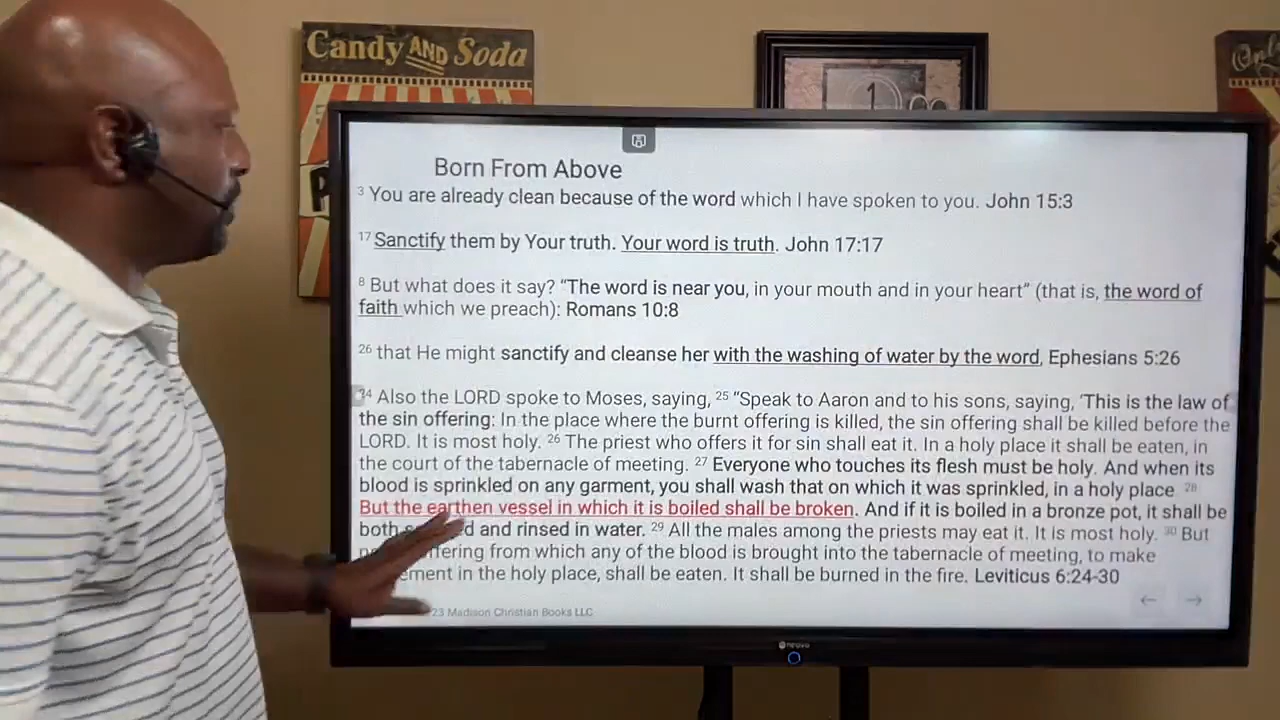 Candy AND Soda
Onl
1
Born From Above
3 You are already clean because of the word which I have spoken to you. John 15:3
17 Sanctify them by Your truth. Your word is truth. John 17:17
8 But what does it say? “The word is near you, in your mouth and in your heart” (that is, the word of
faith which we preach): Romans 10:8
26 that He might sanctify and cleanse her with the washing of water by the word, Ephesians 5:26
24 Also the LORD spoke to Moses, saying, 25 “Speak to Aaron and to his sons, saying, ‘This is the law of
the sin offering: In the place where the burnt offering is killed, the sin offering shall be killed before the
LORD. It is most holy. 26 The priest who offers it for sin shall eat it. In a holy place it shall be eaten, in
the court of the tabernacle of meeting. 27 Everyone who touches its flesh must be holy. And when its
blood is sprinkled on any garment, you shall wash that on which it was sprinkled, in a holy place. 28
But the earthen vessel in which it is boiled shall be broken. And if it is boiled in a bronze pot, it shall be
both and rinsed in water. 29 All the males among the priests may eat it. It is most holy. 30 But
from which any of the blood is brought into the tabernacle of meeting, to make
in the holy place, shall be eaten. It shall be burned in the fire. Leviticus 6:24-30
23 Madison Christian Books LLC